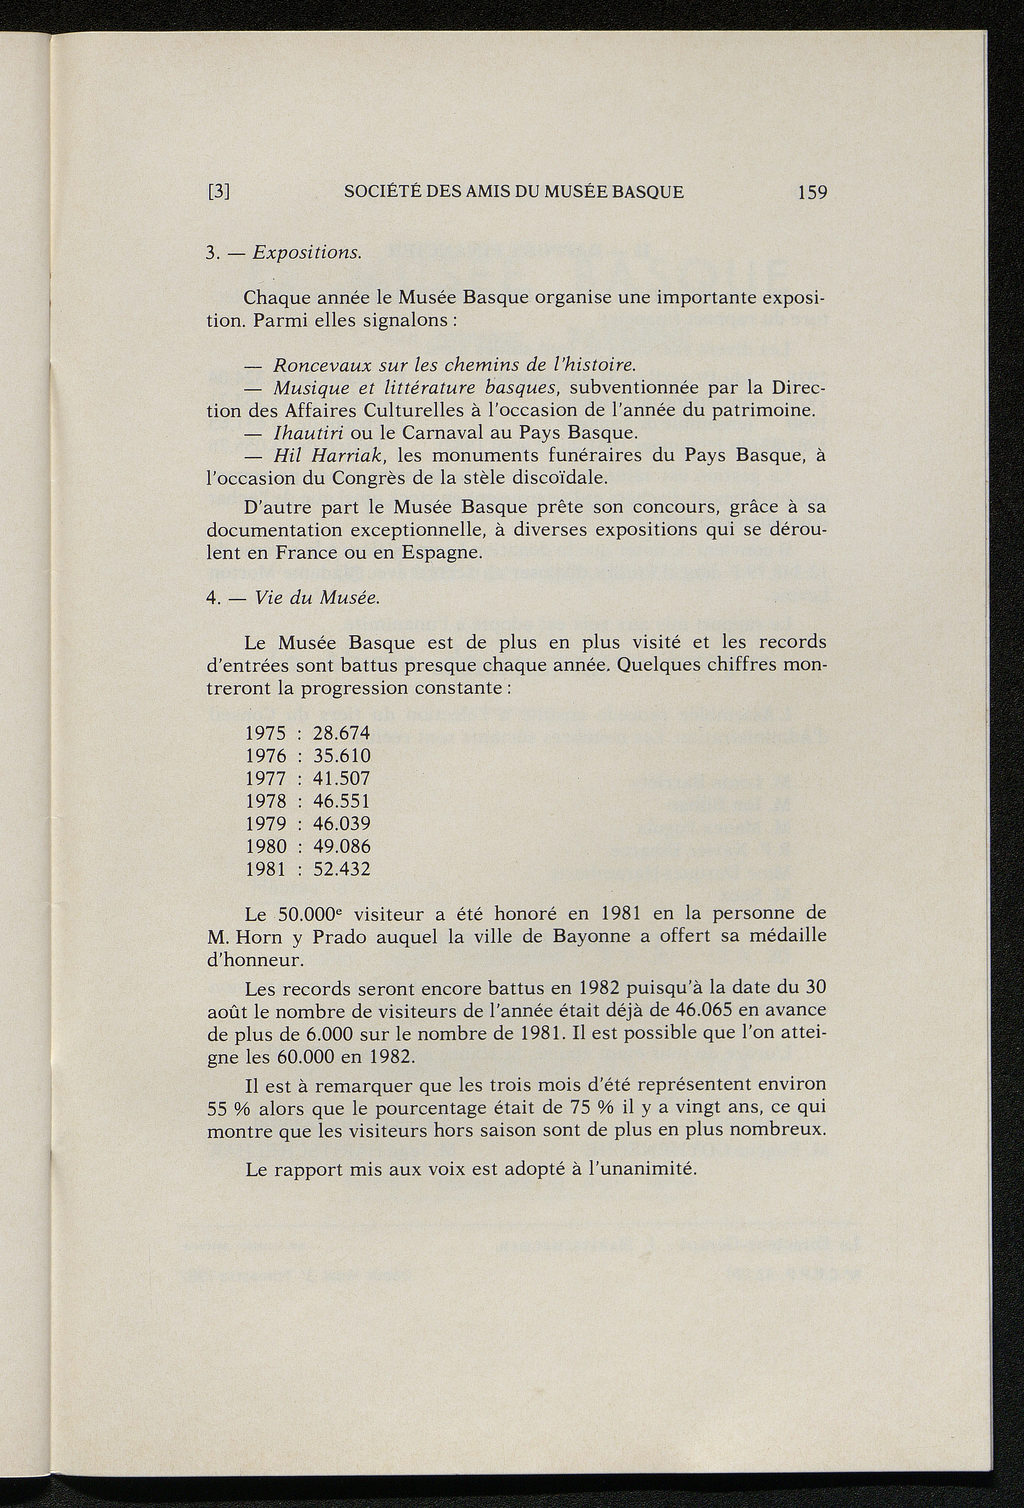 [3] SOCIÉTÉ DES AMIS DU MUSÉE BASQUE 159
3. — Expositions.
Chaque année le Musée Basque organise une importante exposi-
tion. Parmi elles signalons :
— Roncevaux sur les chemins de l'histoire.
— Musique et littérature basques, subventionnée par la Direc-
tion des Affaires Culturelles à l'occasion de l'année du patrimoine.
— Ihautiri ou le Carnaval au Pays Basque.
— Hil Harriak, les monuments funéraires du Pays Basque, à
l'occasion du Congrès de la stèle discoïdale.
D'autre part le Musée Basque prête son concours, grâce à sa
documentation exceptionnelle, à diverses expositions qui se dérou-
lent en France ou en Espagne.
4. — Vie du Musée.
Le Musée Basque est de plus en plus visité et les records
d'entrées sont battus presque chaque année. Quelques chiffres mon-
treront la progression constante :
1975 : 28.674
1976 : 35.610
1977 : 41.507
1978 : 46.551
1979 : 46.039
1980 : 49.086
1981 : 52.432
Le 50.000e visiteur a été honoré en 1981 en la personne de
M. Horn y Prado auquel la ville de Bayonne a offert sa médaille
d'honneur.
Les records seront encore battus en 1982 puisqu'à la date du 30
août le nombre de visiteurs de l'année était déjà de 46.065 en avance
de plus de 6.000 sur le nombre de 1981. Il est possible que l'on attei-
gne les 60.000 en 1982.
Il est à remarquer que les trois mois d'été représentent environ
55 % alors que le pourcentage était de 75 % il y a vingt ans, ce qui
montre que les visiteurs hors saison sont de plus en plus nombreux.
Le rapport mis aux voix est adopté à l'unanimité.